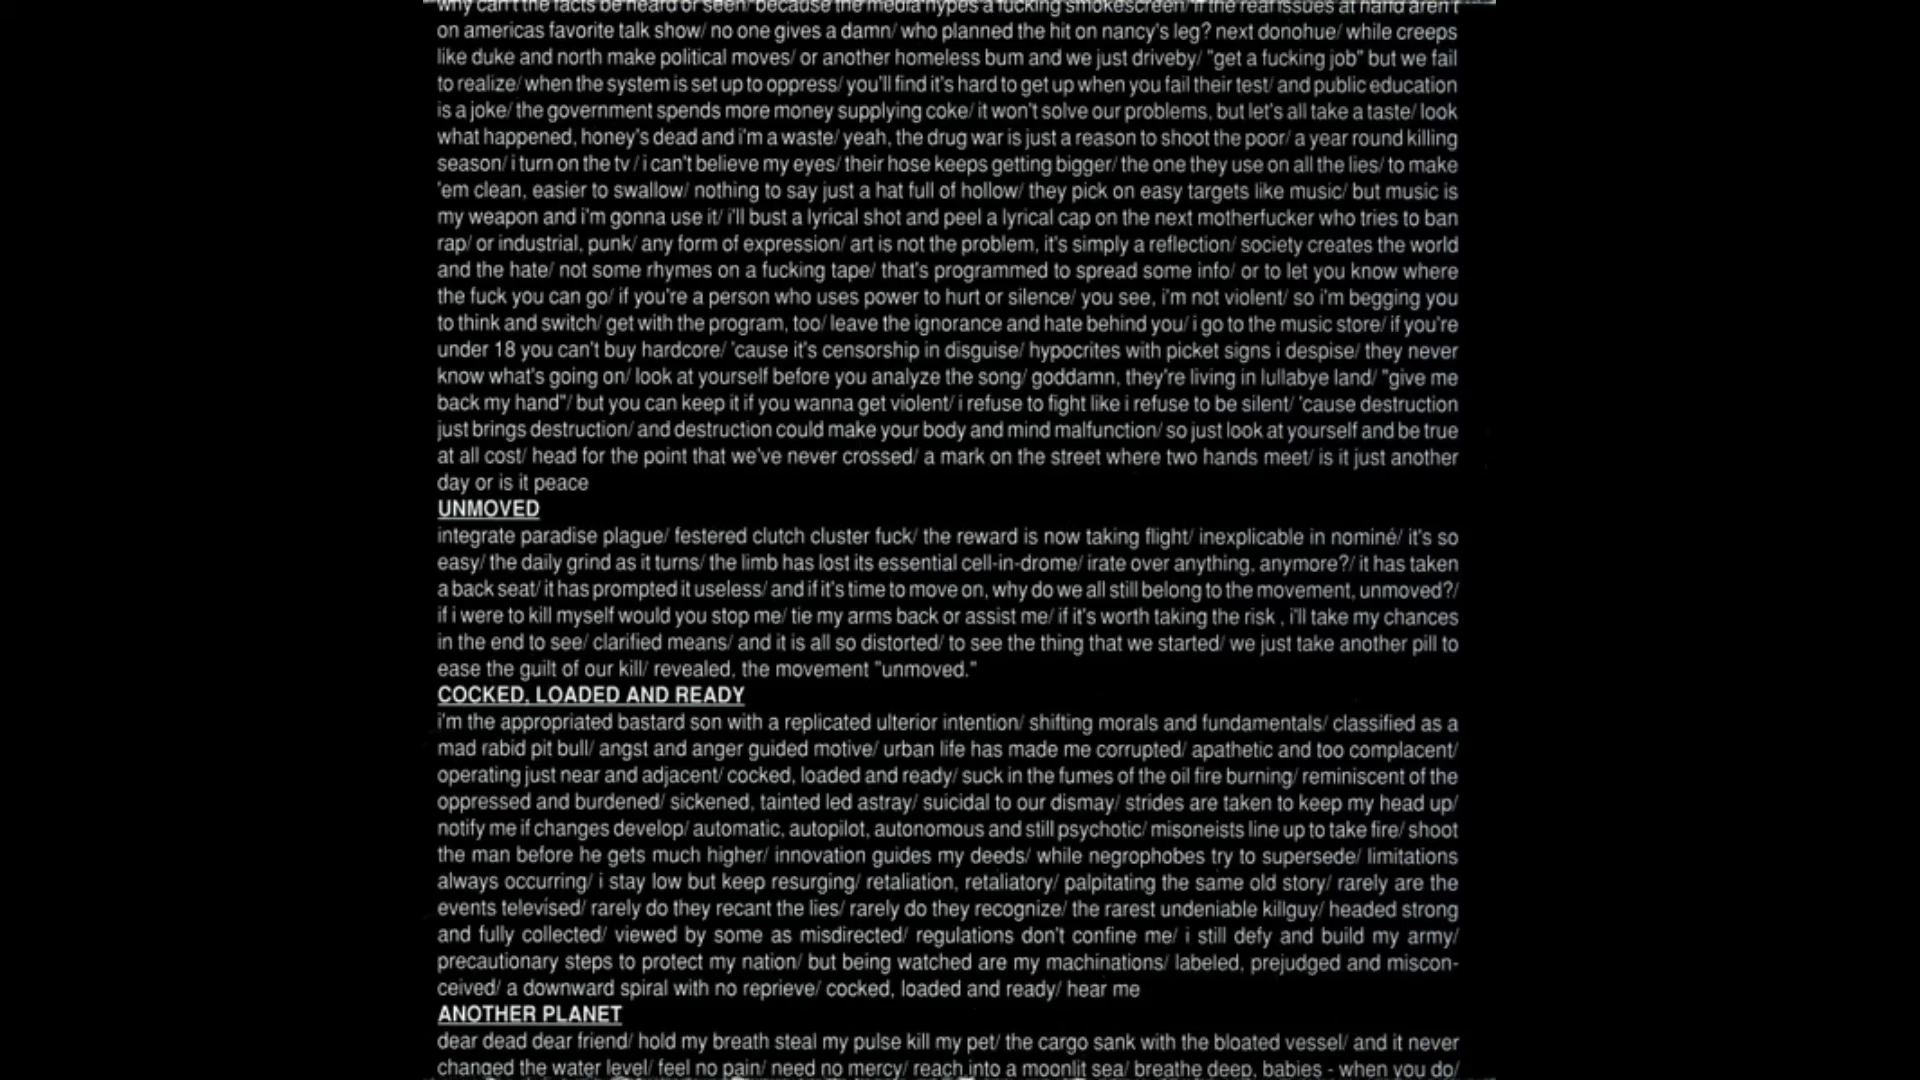 why can't the facts be heard or seen/ because the media hypes a fucking smokescreen/ if the real issues at hand aren't
on americas favorite talk show/ no one gives a damn/ who planned the hit on nancy's leg? next donohue/ while creeps
like duke and north make political moves/ or another homeless bum and we just driveby/ "get a fucking job" but we fail
to realize/ when the system is set up to oppress/ you'll find it's hard to get up when you fail their test/ and public education
is a joke/ the government spends more money supplying coke/ it won't solve our problems, but let's all take a taste/ look
what happened, honey's dead and i'm a waste/ yeah, the drug war is just a reason to shoot the poor/ a year round killing
season/ i turn on the tv / i can't believe my eyes/ their hose keeps getting bigger/ the one they use on all the lies/ to make
'em clean, easier to swallow/ nothing to say just a hat full of hollow/ they pick on easy targets like music/ but music is
my weapon and i'm gonna use it/ i'll bust a lyrical shot and peel a lyrical cap on the next motherfucker who tries to ban
rap/ or industrial, punk/ any form of expression/ art is not the problem, it's simply a reflection/ society creates the world
and the hate/ not some rhymes on a fucking tape/ that's programmed to spread some info/ or to let you know where
the fuck you can go/ if you're a person who uses power to hurt or silence/ you see, i'm not violent/ so i'm begging you
to think and switch/ get with the program, too/ leave the ignorance and hate behind you/ i go to the music store/ if you're
under 18 you can't buy hardcore/ 'cause it's censorship in disguise/ hypocrites with picket signs i despise/ they never
know what's going on/ look at yourself before you analyze the song/ goddamn, they're living in lullabye land/ "give me
back my hand"/ but you can keep it if you wanna get violent/ i refuse to fight like i refuse to be silent/ 'cause destruction
just brings destruction/ and destruction could make your body and mind malfunction/ so just look at yourself and be true
at all cost/ head for the point that we've never crossed/ a mark on the street where two hands meet/ is it just another
day or is it peace
UNMOVED
integrate paradise plague/ festered clutch cluster fuck/ the reward is now taking flight/ inexplicable in nominé/ it's so
easy/ the daily grind as it turns/ the limb has lost its essential cell-in-drome/ irate over anything, anymore?/ it has taken
a back seat/ it has prompted it useless/ and if it's time to move on, why do we all still belong to the movement, unmoved?/
if i were to kill myself would you stop me/ tie my arms back or assist me/ if it's worth taking the risk , i'll take my chances
in the end to see/ clarified means/ and it is all so distorted/ to see the thing that we started/ we just take another pill to
ease the guilt of our kill/ revealed, the movement "unmoved."
COCKED, LOADED AND READY
i'm the appropriated bastard son with a replicated ulterior intention/ shifting morals and fundamentals/ classified as a
mad rabid pit bull/ angst and anger guided motive/ urban life has made me corrupted/ apathetic and too complacent/
operating just near and adjacent/ cocked, loaded and ready/ suck in the fumes of the oil fire burning/ reminiscent of the
oppressed and burdened/ sickened, tainted led astray/ suicidal to our dismay/ strides are taken to keep my head up/
notify me if changes develop/ automatic, autopilot, autonomous and still psychotic/ misoneists line up to take fire/ shoot
the man before he gets much higher/ innovation guides my deeds/ while negrophobes try to supersede/ limitations
always occurring/ i stay low but keep resurging/ retaliation, retaliatory/ palpitating the same old story/ rarely are the
events televised/ rarely do they recant the lies/ rarely do they recognize/ the rarest undeniable killguy/ headed strong
and fully collected/ viewed by some as misdirected/ regulations don't confine me/ i still defy and build my army/
precautionary steps to protect my nation/ but being watched are my machinations/ labeled, prejudged and miscon-
ceived/ a downward spiral with no reprieve/ cocked, loaded and ready/ hear me
ANOTHER PLANET
dear dead dear friend/ hold my breath steal my pulse kill my pet/ the cargo sank with the bloated vessel/ and it never
changed the water level/ feel no pain/ need no mercy/ reach into a moonlit sea/ breathe deep, babies - when you do/